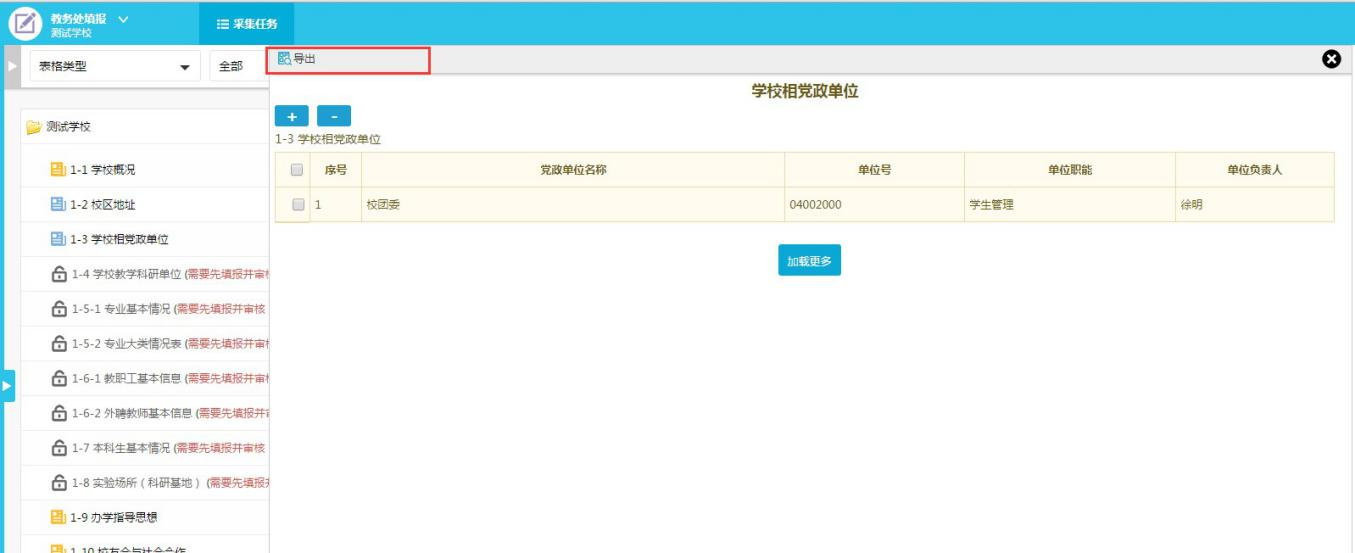 教务处填报
测试学校
采集任务
表格类型
全部
导出
学校相党政单位
+ -
1-3 学校相党政单位
序号 党政单位名称 单位号 单位职能 单位负责人
1 校团委 04002000 学生管理 徐明
加载更多
测试学校
1-1 学校概况
1-2 校区地址
1-3 学校相党政单位
1-4 学校教学科研单位 (需要先填报并审
1-5-1 专业基本情况 (需要先填报并审核
1-5-2 专业大类情况表 (需要先填报并审
1-6-1 教职工基本信息 (需要先填报并审
1-6-2 外聘教师基本信息 (需要先填报并
1-7 本科生基本情况 (需要先填报并审核
1-8 实验场所（科研基地）(需要先填报
1-9 办学指导思想
1-10 校友会与社会合作